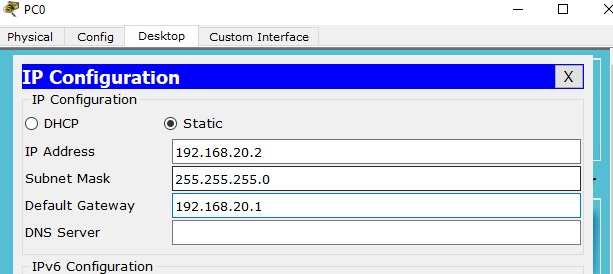 PC0
Physical Config Desktop Custom Interface
IP Configuration X
IP Configuration
DHCP Static
IP Address 192.168.20.2
Subnet Mask 255.255.255.0
Default Gateway 192.168.20.1
DNS Server
IPv6 Configuration